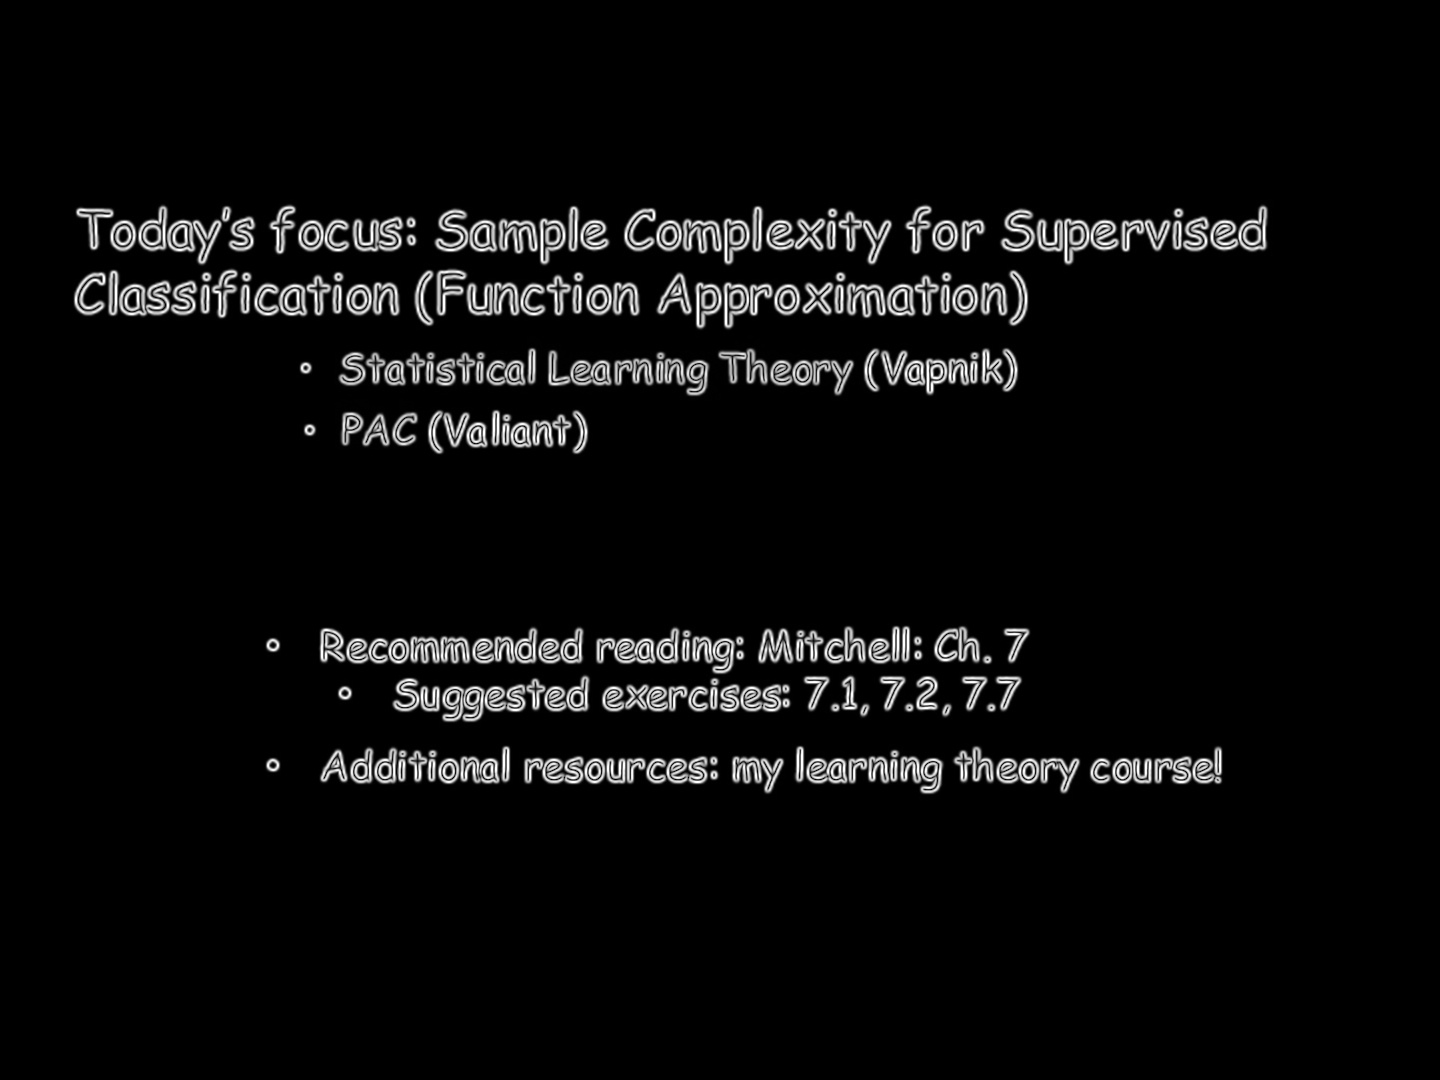 Today's focus: Sample Complexity for Supervised
Classification (Function Approximation)
• Statistical Learning Theory (Vapnik)
• PAC (Valiant)
• Recommended reading: Mitchell: Ch. 7
• Suggested exercises: 7.1, 7.2, 7.7
• Additional resources: my learning theory course!